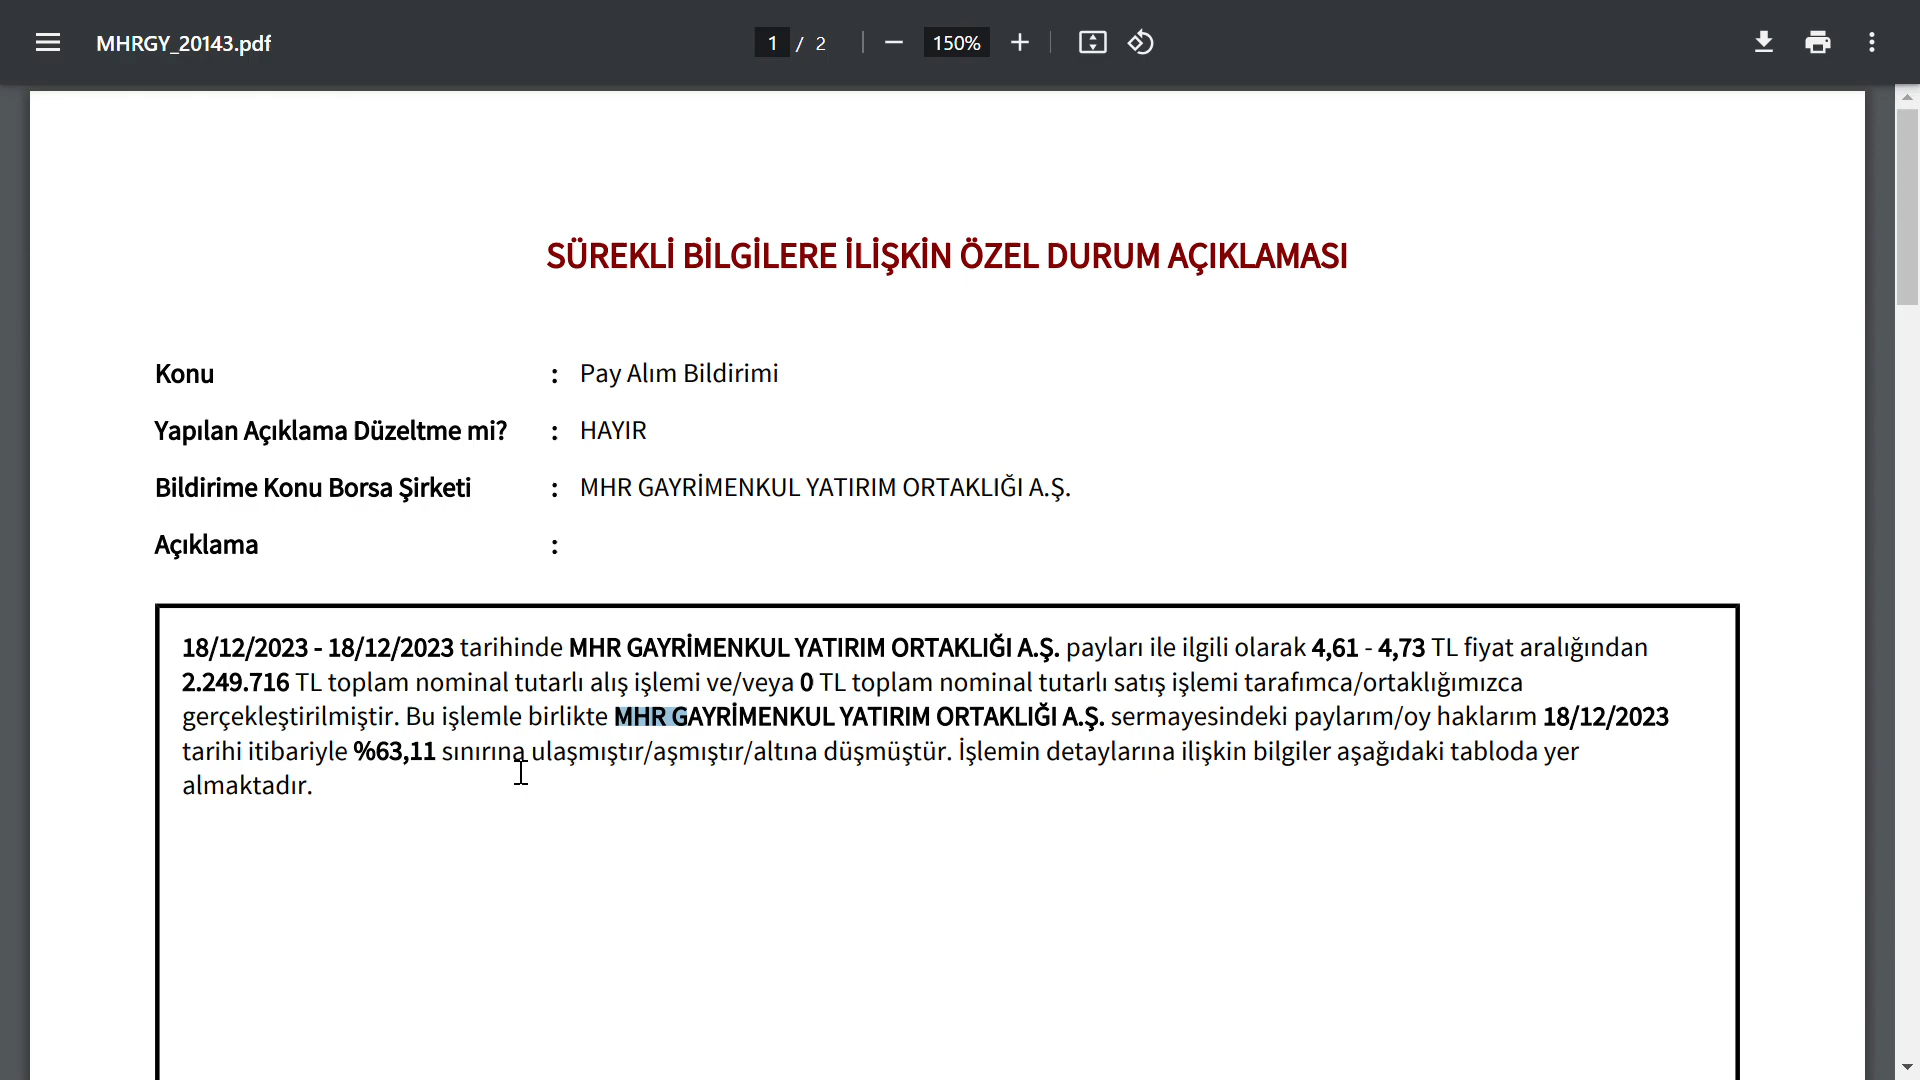 MHRGY_20143.pdf
1 / 2
150%
SÜREKLİ BİLGİLERE İLİŞKİN ÖZEL DURUM AÇIKLAMASI
Konu : Pay Alım Bildirimi
Yapılan Açıklama Düzeltme mi? : HAYIR
Bildirime Konu Borsa Şirketi : MHR GAYRİMENKUL YATIRIM ORTAKLIĞI A.Ş.
Açıklama :
18/12/2023 - 18/12/2023 tarihinde MHR GAYRİMENKUL YATIRIM ORTAKLIĞI A.Ş. payları ile ilgili olarak 4,61 - 4,73 TL fiyat aralığından
2.249.716 TL toplam nominal tutarlı alış işlemi ve/veya 0 TL toplam nominal tutarlı satış işlemi tarafımca/ortaklığımızca
gerçekleştirilmiştir. Bu işlemle birlikte MHR GAYRİMENKUL YATIRIM ORTAKLIĞI A.Ş. sermayesindeki paylarım/oy haklarım 18/12/2023
tarihi itibariyle %63,11 sınırına ulaşmıştır/aşmıştır/altına düşmüştür. İşlemin detaylarına ilişkin bilgiler aşağıdaki tabloda yer
almaktadır.